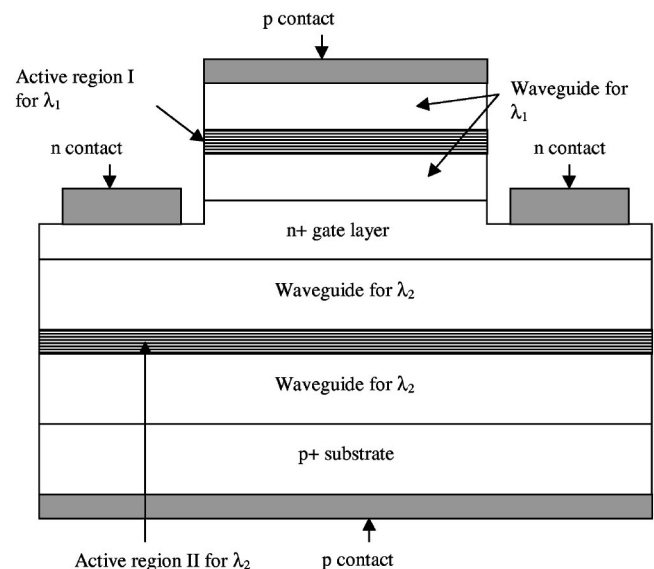 p contact
Active region I
for λ₁
Waveguide for
λ₁
n contact
n contact
n+ gate layer
Waveguide for λ₂
Waveguide for λ₂
p+ substrate
Active region II for λ₂
p contact